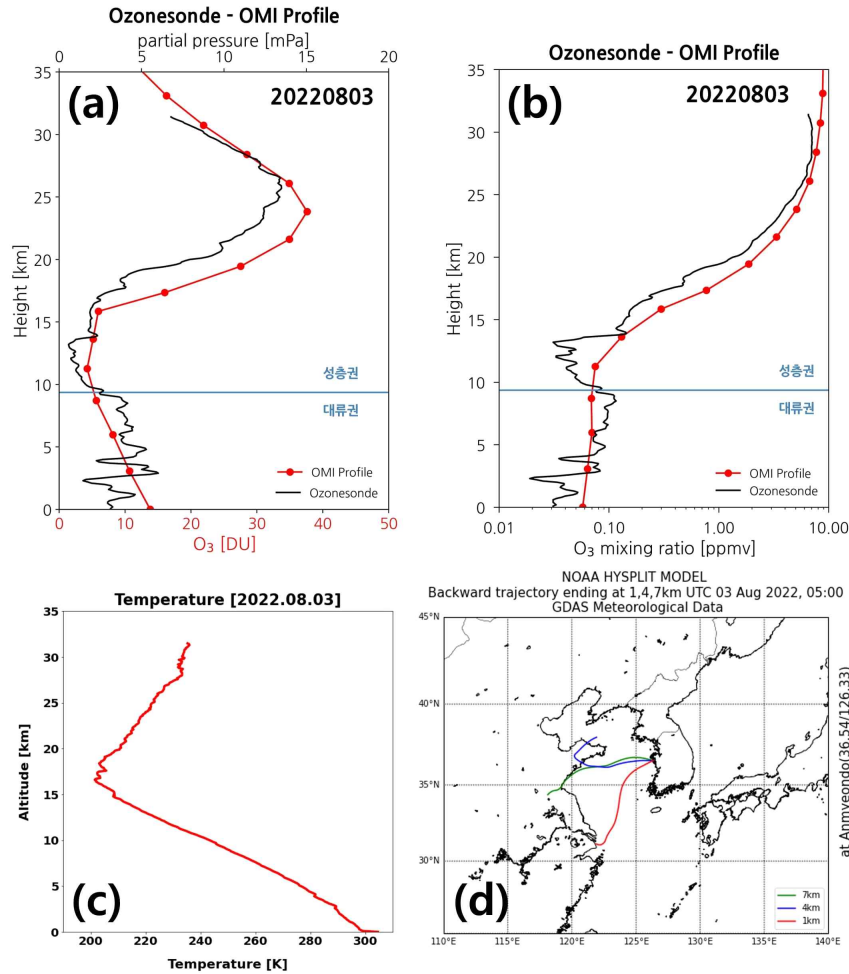 Ozonesonde - OMI Profile
partial pressure [mPa]
0 5 10 15 20
(a)
20220803
35
30
25
20
15
10
5
0
Height [km]
성층권
대류권
OMI Profile
Ozonesonde
0 10 20 30 40 50
O₃ [DU]
Ozonesonde - OMI Profile
(b)
20220803
35
30
25
20
15
10
5
0
Height [km]
성층권
대류권
OMI Profile
Ozonesonde
0.01 0.10 1.00 10.00
O₃ mixing ratio [ppmv]
Temperature [2022.08.03]
35
30
25
20
15
10
5
0
Altitude [km]
(c)
200 220 240 260 280 300
Temperature [K]
NOAA HYSPLIT MODEL
Backward trajectory ending at 1,4,7km UTC 03 Aug 2022, 05:00
GDAS Meteorological Data
45°N
40°N
35°N
30°N
at Anmyeondo(36.54/126.33)
(d)
7km
4km
1km
110°E 115°E 120°E 125°E 130°E 135°E 140°E